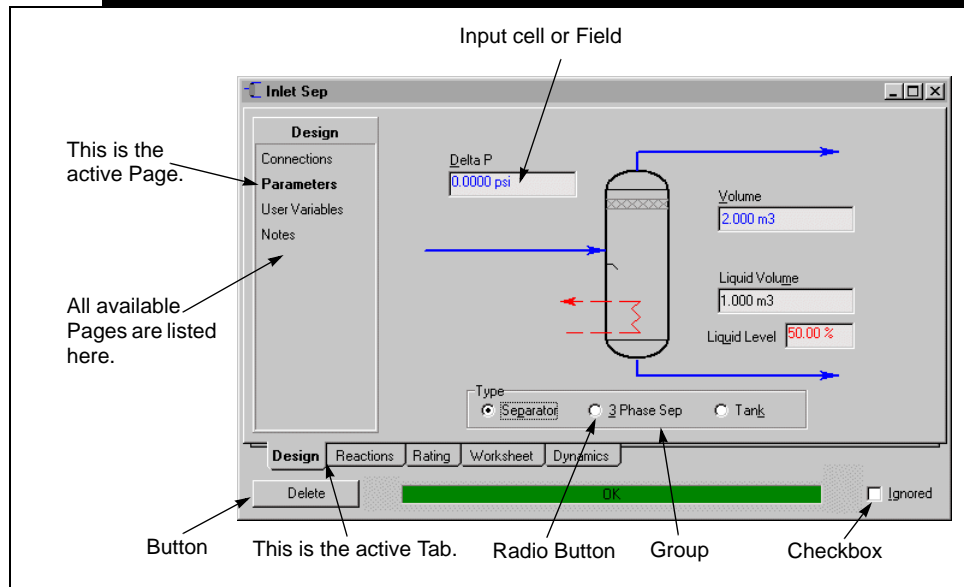 Input cell or Field
Inlet Sep
Design
This is the
active Page.
Connections
Parameters
User Variables
Notes
Delta P
0.0000 psi
Volume
2.000 m3
All available
Pages are listed
here.
Liquid Volume
1.000 m3
Liquid Level 50.00 %
Type
Separator 3 Phase Sep Tank
Design Reactions Rating Worksheet Dynamics
Delete OK Ignored
Button This is the active Tab. Radio Button Group Checkbox